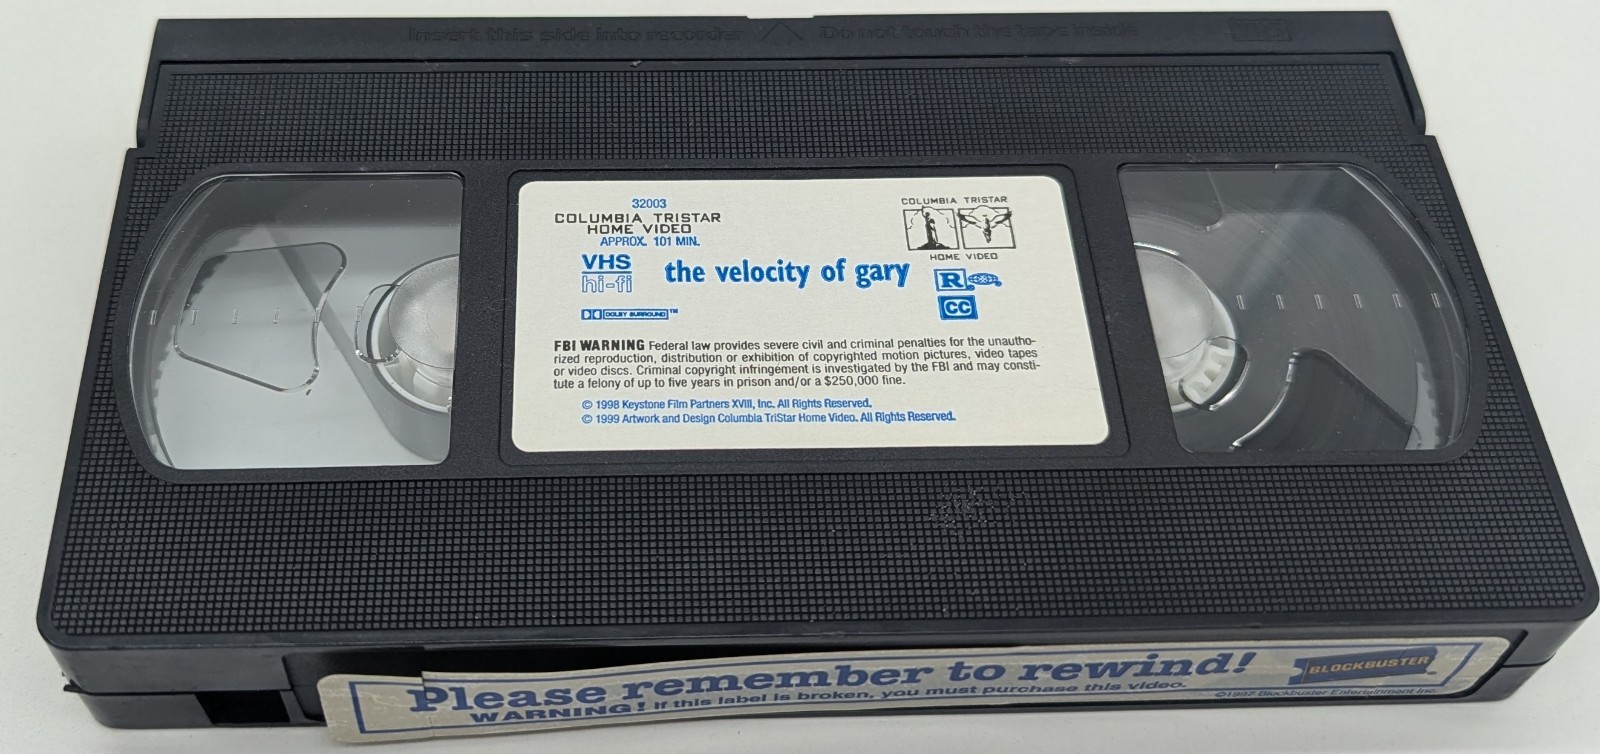 Insert this side into recorder Do not touch the tape inside VHS
32003
COLUMBIA TRISTAR
HOME VIDEO
APPROX. 101 MIN.
COLUMBIA TRISTAR
HOME VIDEO
VHS
hi-fi
the velocity of gary
R
DOLBY SURROUND™
CC
FBI WARNING Federal law provides severe civil and criminal penalties for the unautho-
rized reproduction, distribution or exhibition of copyrighted motion pictures, video tapes
or video discs. Criminal copyright infringement is investigated by the FBI and may consti-
tute a felony of up to five years in prison and/or a $250,000 fine.
© 1998 Keystone Film Partners XVIII, Inc. All Rights Reserved.
© 1999 Artwork and Design Columbia TriStar Home Video. All Rights Reserved.
Please remember to rewind!
WARNING! If this label is broken, you must purchase this video.
BLOCKBUSTER
©1997 Blockbuster Entertainment Inc.